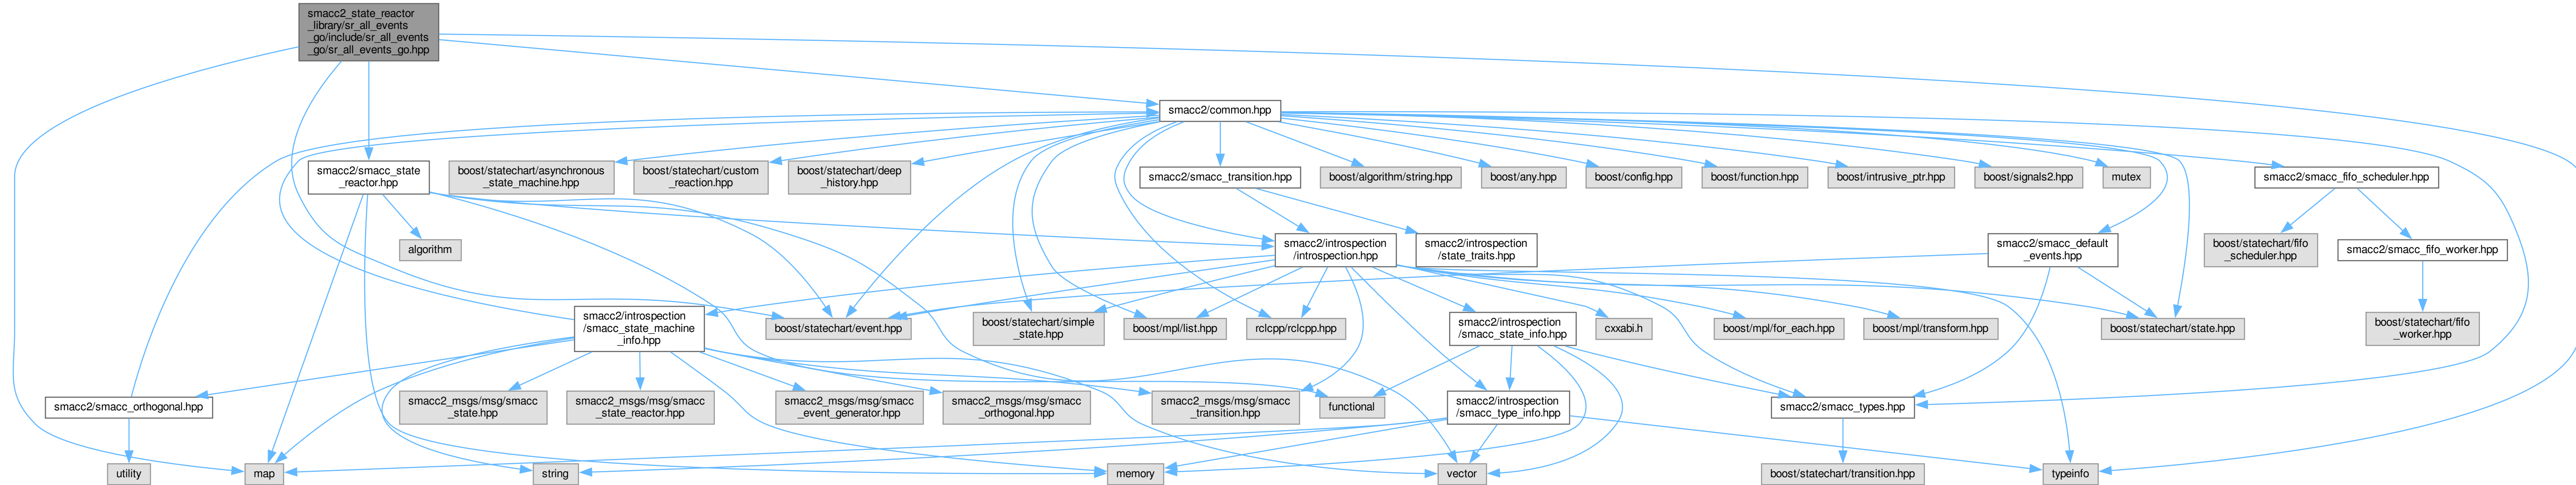 smacc2_state_reactor
_library/sr_all_events
_go/include/sr_all_events
_go/sr_all_events_go.hpp
smacc2/common.hpp
smacc2/smacc_state
_reactor.hpp
boost/statechart/asynchronous
_state_machine.hpp
boost/statechart/custom
_reaction.hpp
boost/statechart/deep
_history.hpp
smacc2/smacc_transition.hpp
boost/algorithm/string.hpp
boost/any.hpp
boost/config.hpp
boost/function.hpp
boost/intrusive_ptr.hpp
boost/signals2.hpp
mutex
smacc2/smacc_fifo_scheduler.hpp
algorithm
smacc2/introspection
/introspection.hpp
smacc2/introspection
/state_traits.hpp
smacc2/smacc_default
_events.hpp
boost/statechart/fifo
_scheduler.hpp
smacc2/smacc_fifo_worker.hpp
smacc2/introspection
/smacc_state_machine
_info.hpp
boost/statechart/event.hpp
boost/statechart/simple
_state.hpp
boost/mpl/list.hpp
rclcpp/rclcpp.hpp
smacc2/introspection
/smacc_state_info.hpp
cxxabi.h
boost/mpl/for_each.hpp
boost/mpl/transform.hpp
boost/statechart/state.hpp
boost/statechart/fifo
_worker.hpp
smacc2/smacc_orthogonal.hpp
smacc2_msgs/msg/smacc
_state.hpp
smacc2_msgs/msg/smacc
_state_reactor.hpp
smacc2_msgs/msg/smacc
_event_generator.hpp
smacc2_msgs/msg/smacc
_orthogonal.hpp
smacc2_msgs/msg/smacc
_transition.hpp
functional
smacc2/introspection
/smacc_type_info.hpp
smacc2/smacc_types.hpp
utility
map
string
memory
vector
boost/statechart/transition.hpp
typeinfo